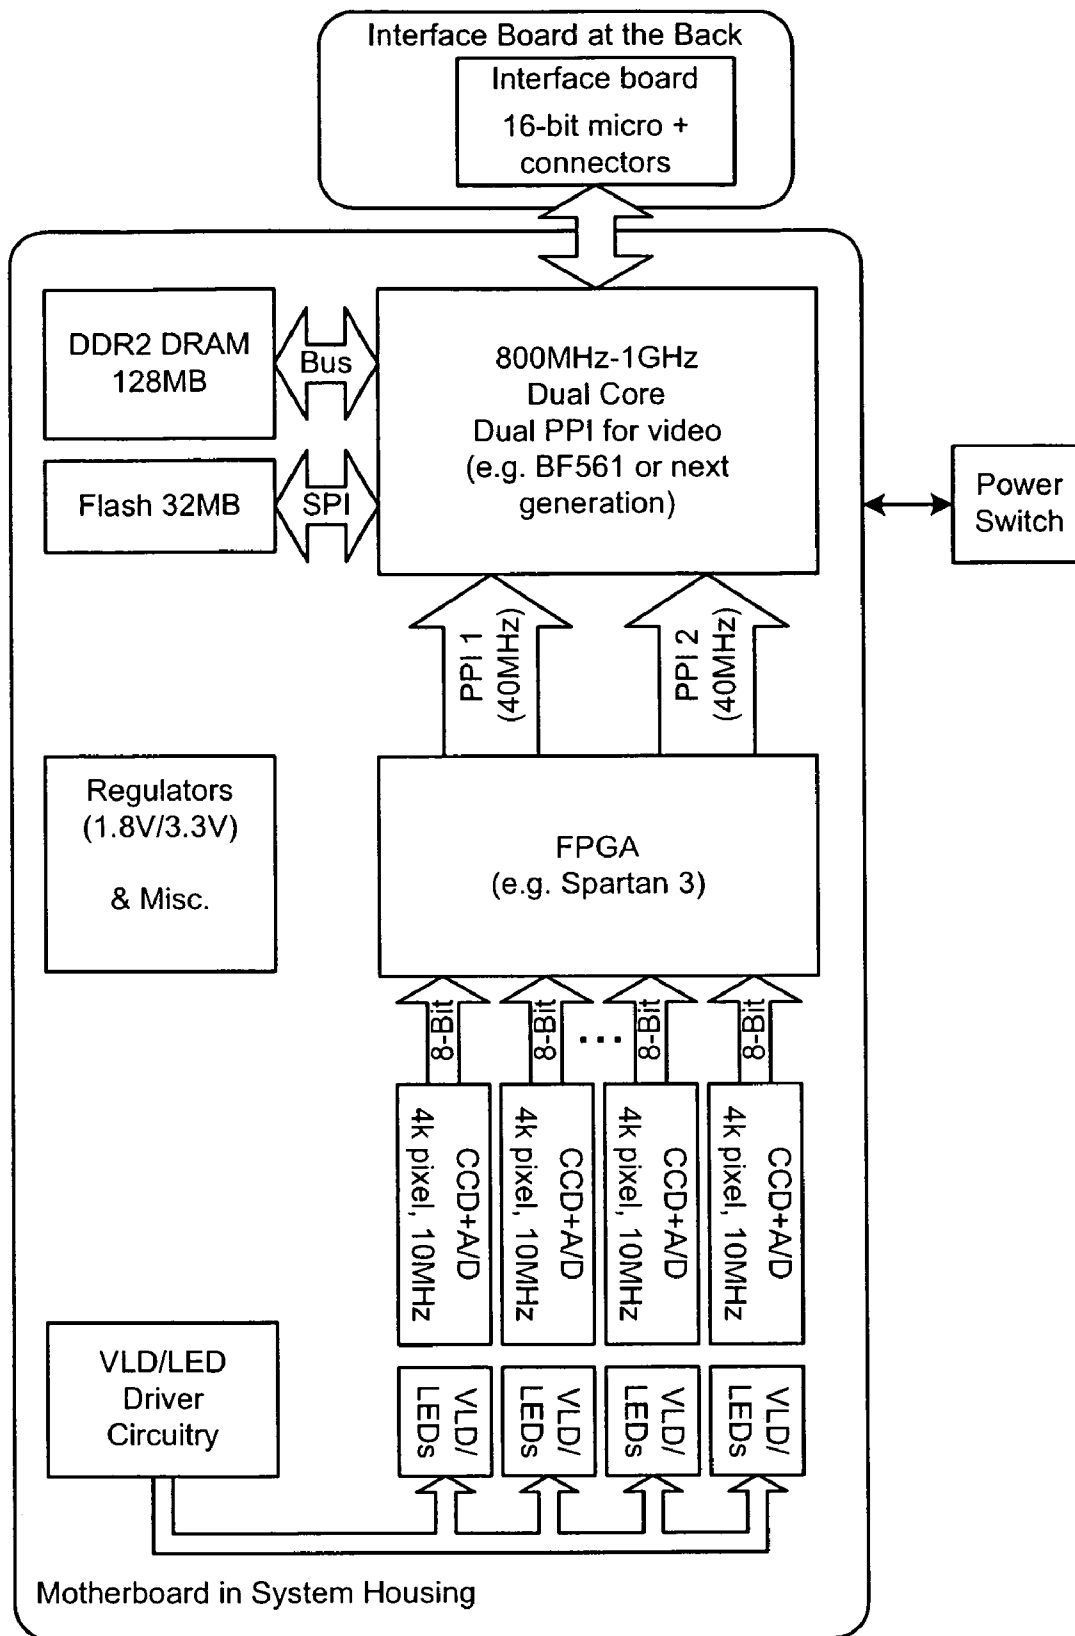 Interface Board at the Back
Interface board
16-bit micro +
connectors
DDR2 DRAM
128MB
Bus
800MHz-1GHz
Dual Core
Dual PPI for video
(e.g. BF561 or next
generation)
Flash 32MB
SPI
Power
Switch
PPI 1
(40MHz)
PPI 2
(40MHz)
Regulators
(1.8V/3.3V)
& Misc.
FPGA
(e.g. Spartan 3)
8-Bit
8-Bit
...
8-Bit
8-Bit
CCD+A/D
4k pixel, 10MHz
CCD+A/D
4k pixel, 10MHz
CCD+A/D
4k pixel, 10MHz
CCD+A/D
4k pixel, 10MHz
VLD/LED
Driver
Circuitry
VLD/
LEDs
VLD/
LEDs
VLD/
LEDs
VLD/
LEDs
Motherboard in System Housing